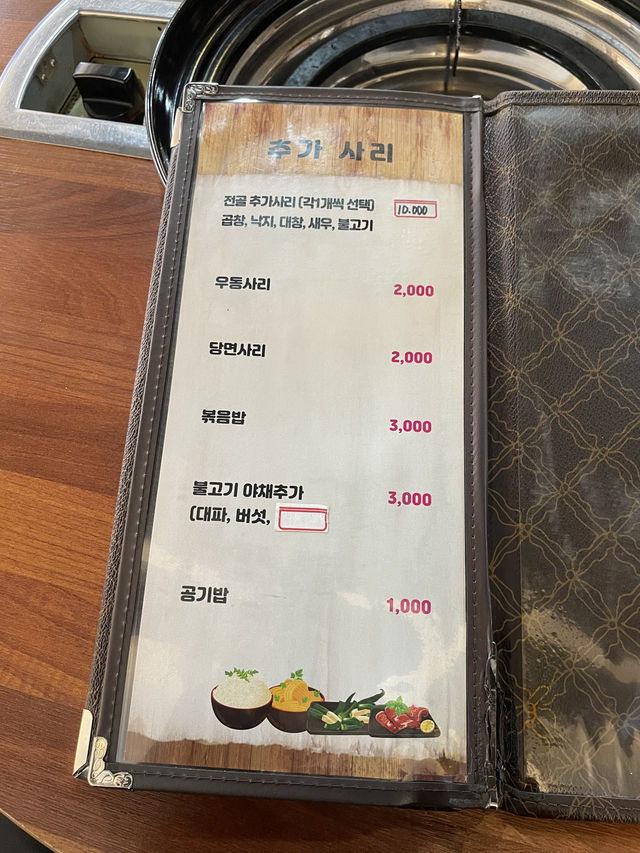 추가 사리
전골 추가사리 (각1개씩 선택) 10.000
곱창, 낙지, 대창, 새우, 불고기
우동사리 2,000
당면사리 2,000
볶음밥 3,000
불고기 야채추가 3,000
(대파, 버섯,
공기밥 1,000